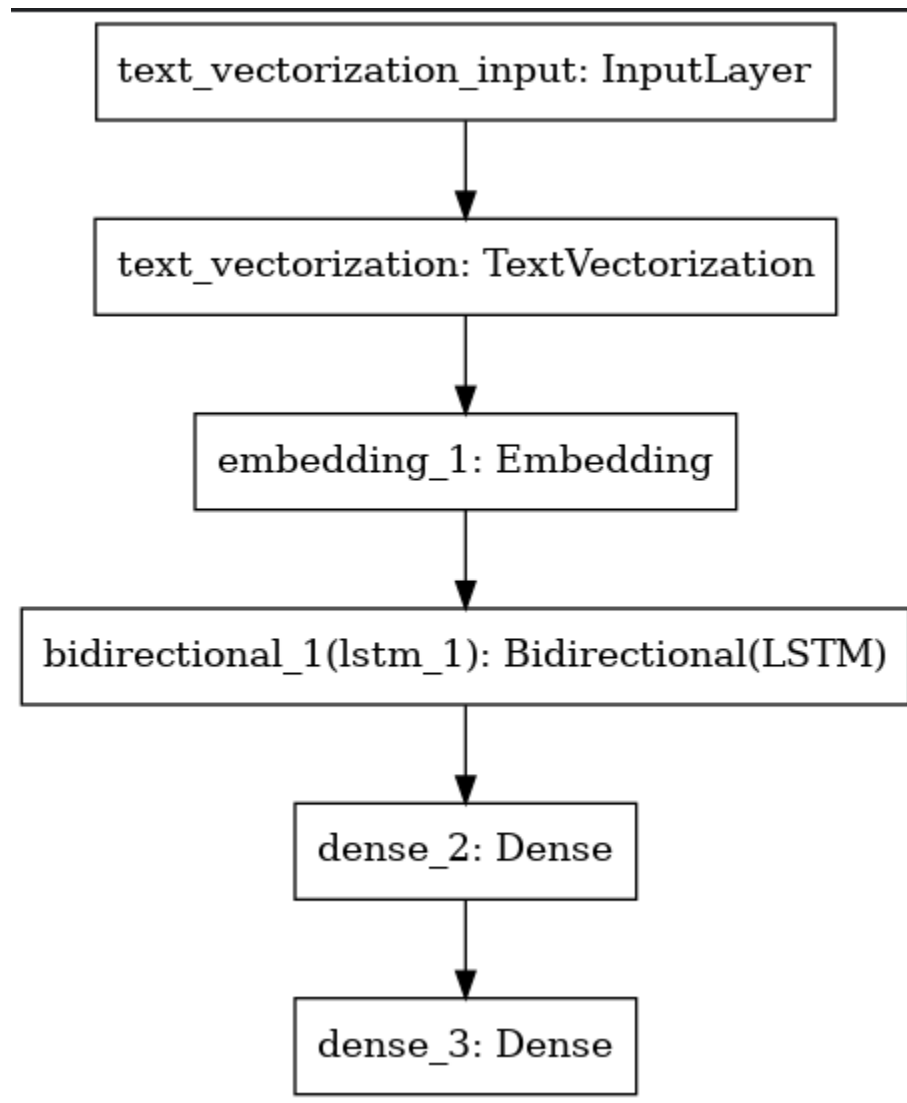 text_vectorization_input: InputLayer
text_vectorization: TextVectorization
embedding_1: Embedding
bidirectional_1(lstm_1): Bidirectional(LSTM)
dense_2: Dense
dense_3: Dense